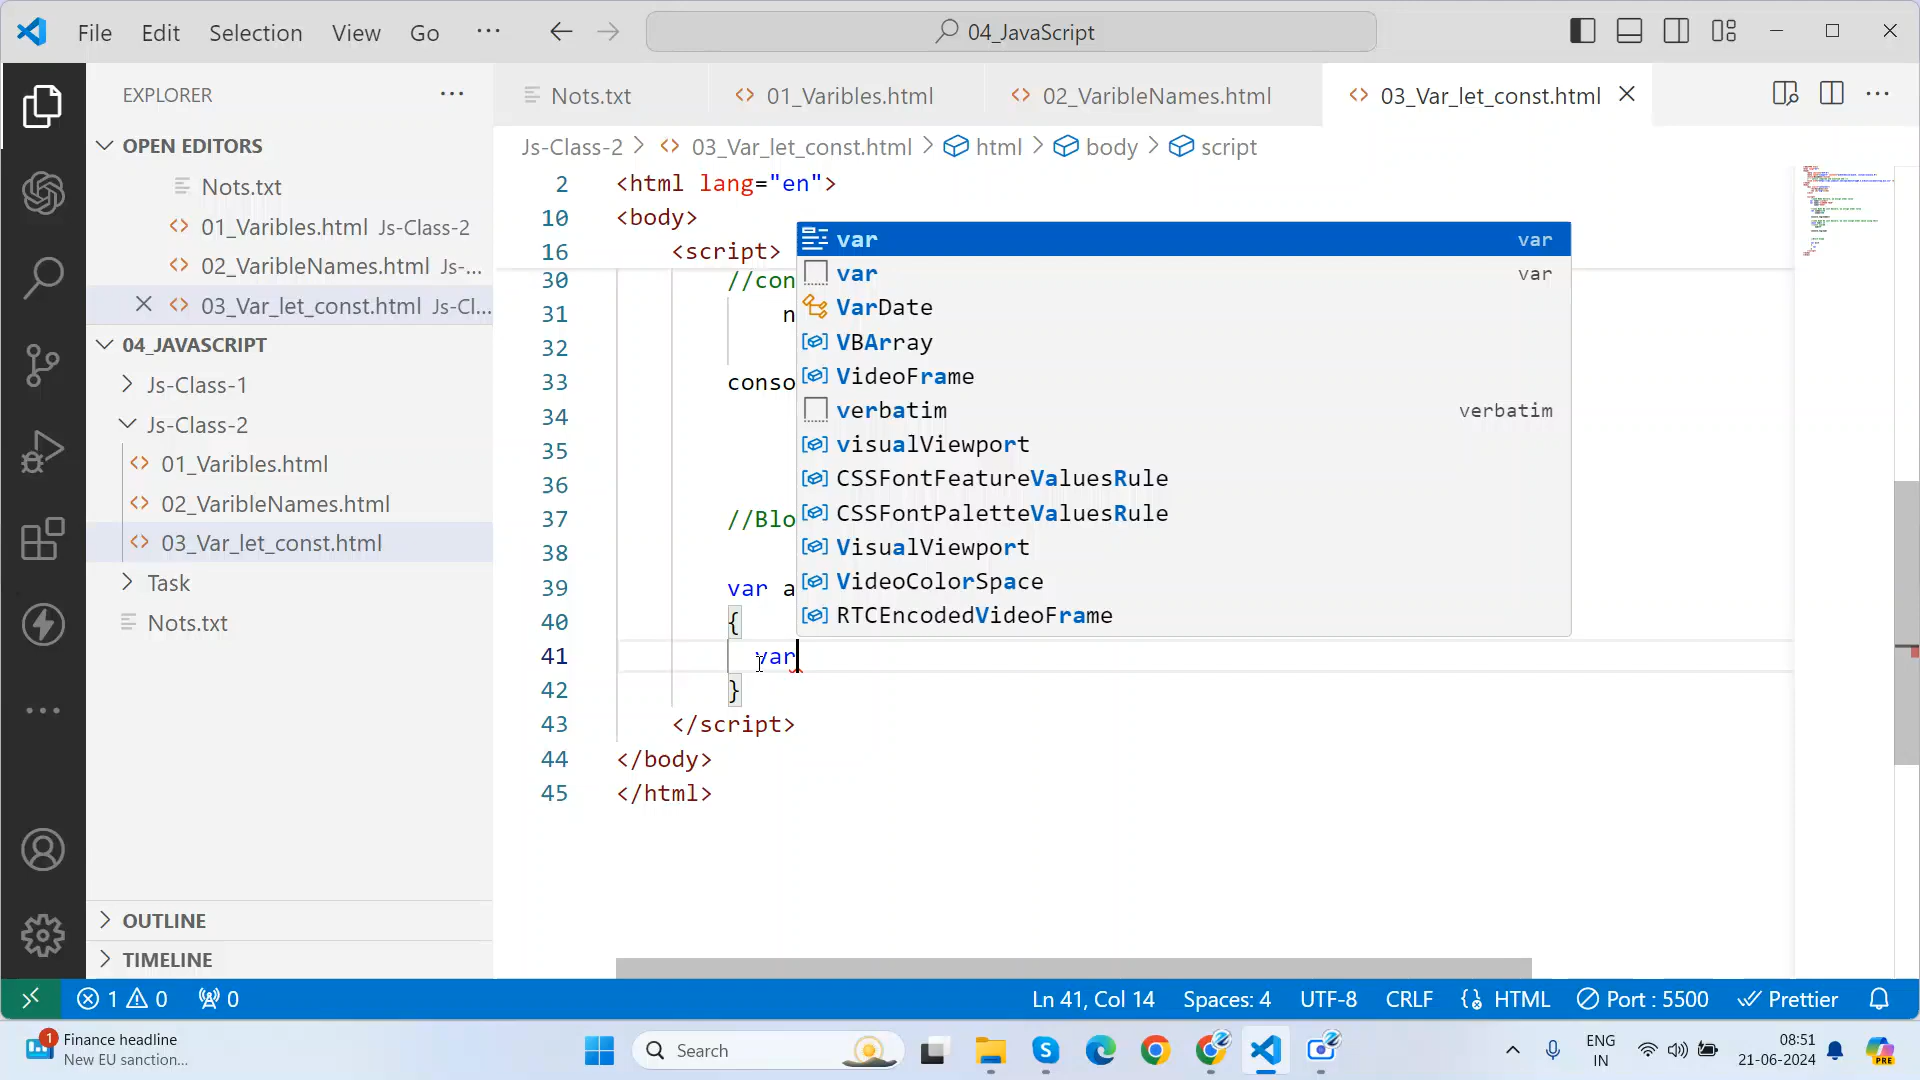 File Edit Selection View Go ··· 04_JavaScript
EXPLORER ···
OPEN EDITORS
Nots.txt
01_Varibles.html Js-Class-2
02_VaribleNames.html Js-...
03_Var_let_const.html Js-Cl...
04_JAVASCRIPT
Js-Class-1
Js-Class-2
01_Varibles.html
02_VaribleNames.html
03_Var_let_const.html
Task
Nots.txt
OUTLINE
TIMELINE
Nots.txt 01_Varibles.html 02_VaribleNames.html 03_Var_let_const.html
Js-Class-2 > 03_Var_let_const.html > html > body > script
2 <html lang="en">
10 <body>
16 <script>
30 //con
31 n
32
33 conso
34
35
36
37 //Blo
38
39 var a
40 {
41 var
42 }
43 </script>
44 </body>
45 </html>
var var
var var
VarDate
VBArray
VideoFrame
verbatim verbatim
visualViewport
CSSFontFeatureValuesRule
CSSFontPaletteValuesRule
VisualViewport
VideoColorSpace
RTCEncodedVideoFrame
1 0 0 Ln 41, Col 14 Spaces: 4 UTF-8 CRLF HTML Port : 5500 Prettier
1
Finance headline
New EU sanction...
Search
ENG
IN
08:51
21-06-2024
PRE